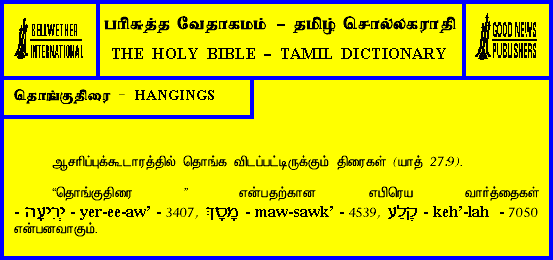 BELLWETHER
INTERNATIONAL
பரிசுத்த வேதாகமம் – தமிழ் சொல்லகராதி
THE HOLY BIBLE – TAMIL DICTIONARY
GOOD NEWS
PUBLISHERS
தொங்குதிரை – HANGINGS
ஆசரிப்புக்கூடாரத்தில் தொங்க விடப்பட்டிருக்கும் திரைகள் (யாத் 27:9).
“தொங்குதிரை ” என்பதற்கான எபிரெய வார்த்தைகள்
- יְרִיעָה - yer-ee-aw’ - 3407, מָסָךְ - maw-sawk’ - 4539, קֶלַע - keh’-lah - 7050
என்பனவாகும்.